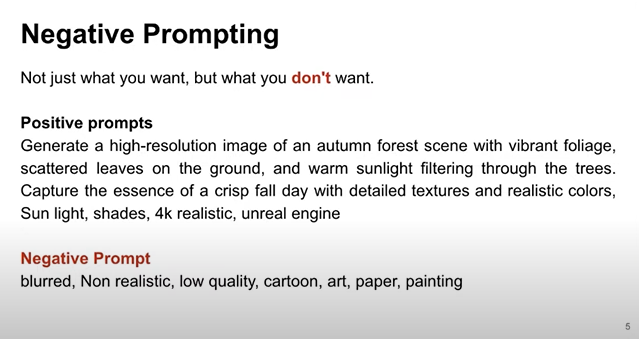 Negative Prompting
Not just what you want, but what you don't want.
Positive prompts
Generate a high-resolution image of an autumn forest scene with vibrant foliage,
scattered leaves on the ground, and warm sunlight filtering through the trees.
Capture the essence of a crisp fall day with detailed textures and realistic colors,
Sun light, shades, 4k realistic, unreal engine
Negative Prompt
blurred, Non realistic, low quality, cartoon, art, paper, painting
5